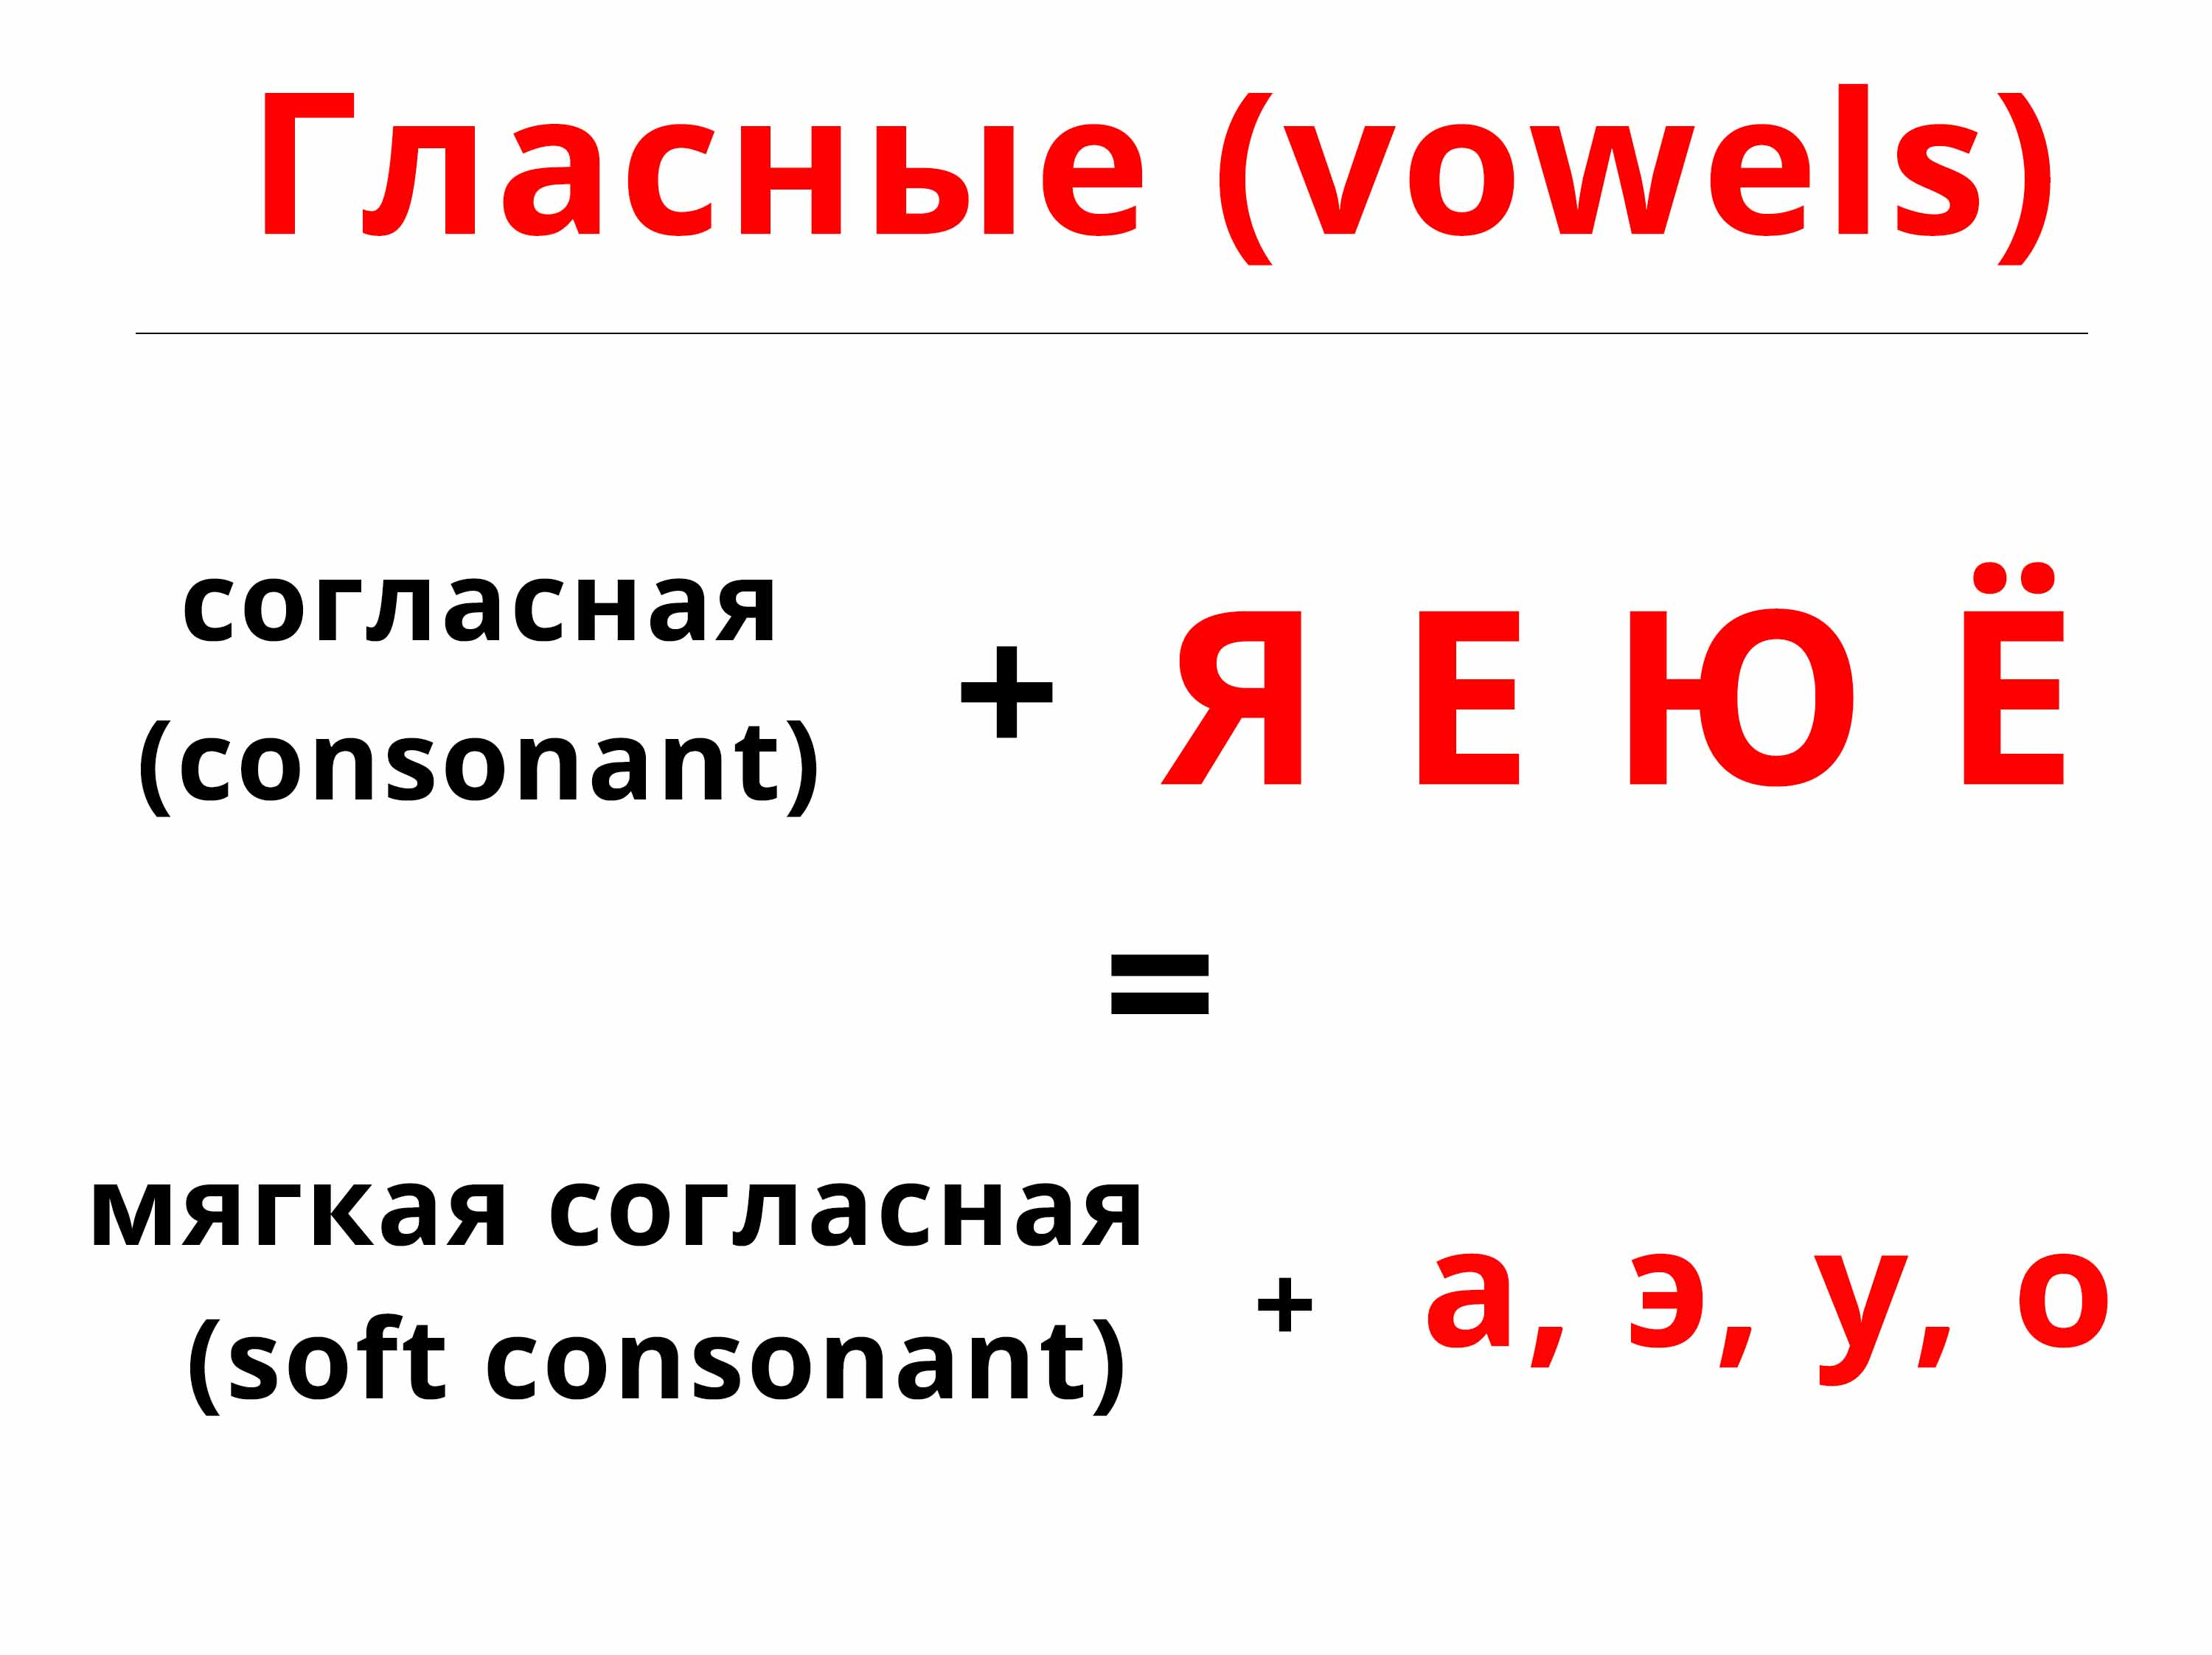 Гласные (vowels)
согласная
(consonant)
+ Я Е Ю Ё
=
мягкая согласная
(soft consonant)
+ а, э, у, о